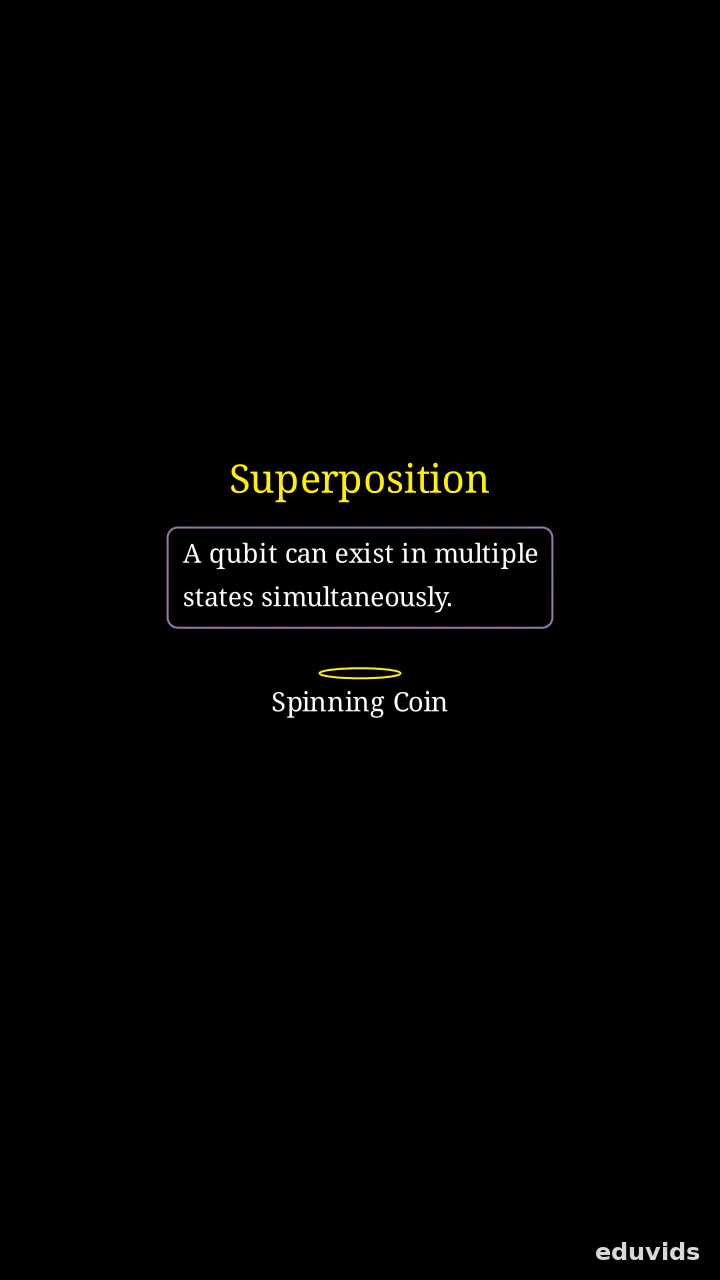 Superposition
A qubit can exist in multiple
states simultaneously.
Spinning Coin
eduvids